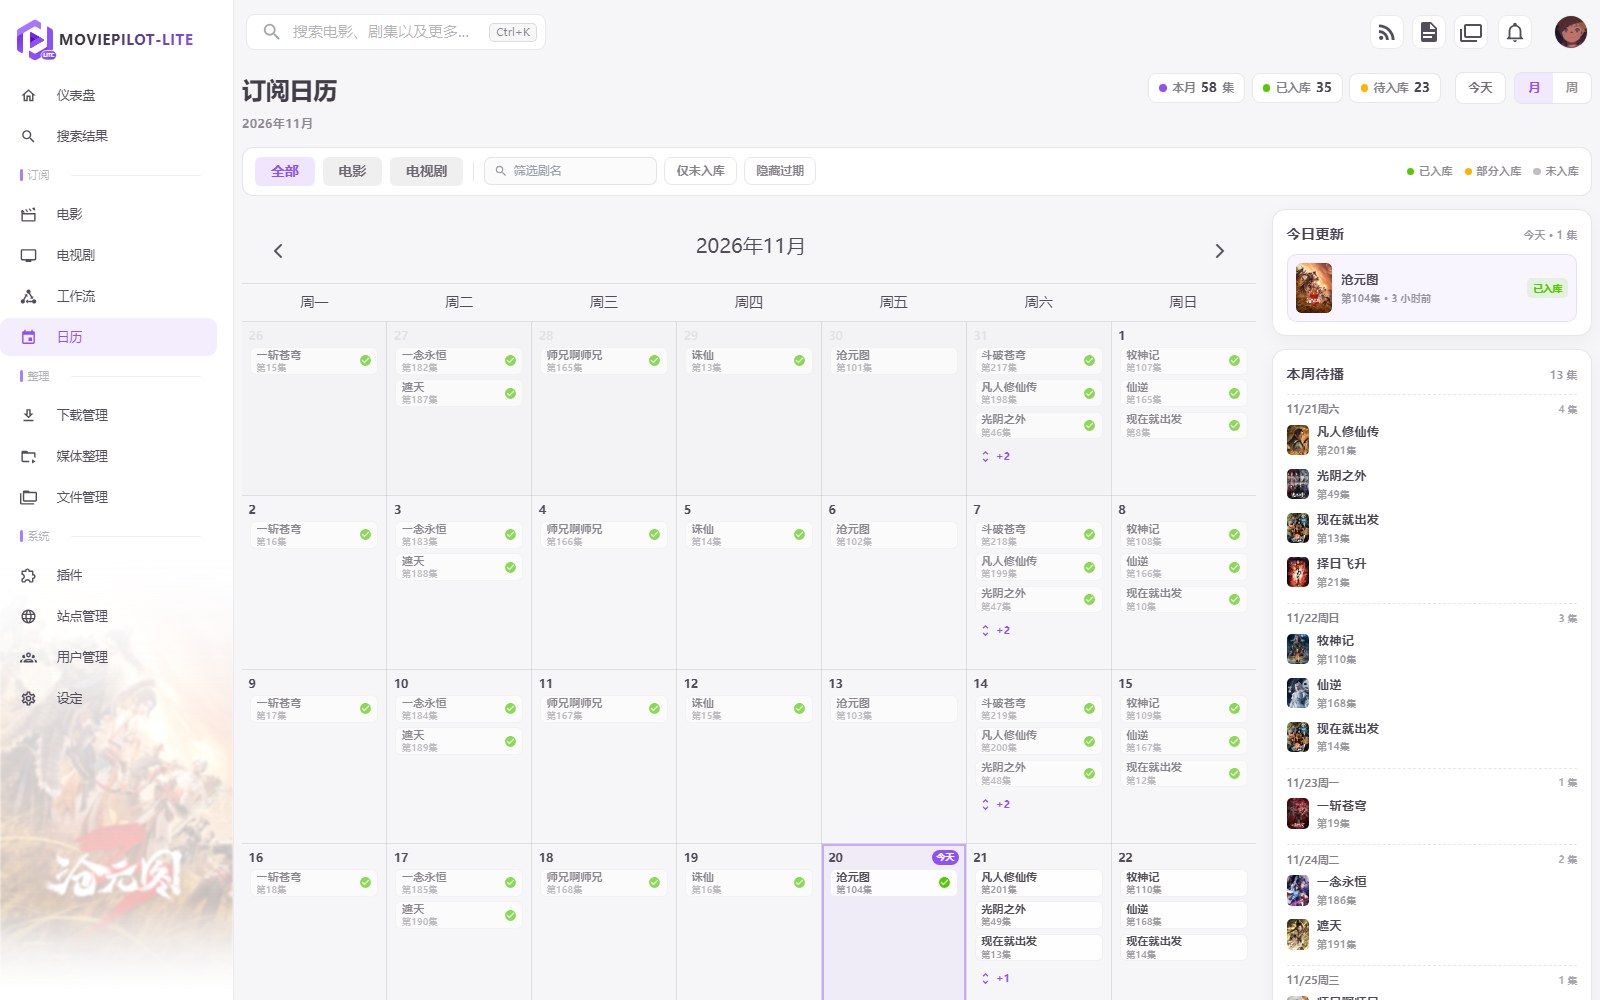 MOVIEPILOT-LITE
LITE
仪表盘
搜索结果
订阅
电影
电视剧
工作流
日历
整理
下载管理
媒体整理
文件管理
系统
插件
站点管理
用户管理
设定
沧元图
搜索电影、剧集以及更多... Ctrl+K
订阅日历
2026年11月
本月 58 集 已入库 35 待入库 23 今天 月 周
全部 电影 电视剧 筛选剧名 仅未入库 隐藏过期
已入库 部分入库 未入库
2026年11月
周一 周二 周三 周四 周五 周六 周日
26
一斩苍穹
第15集
27
一念永恒
第182集
遮天
第187集
28
师兄啊师兄
第165集
29
诛仙
第13集
30
沧元图
第101集
31
斗破苍穹
第217集
凡人修仙传
第198集
光阴之外
第46集
+2
1
牧神记
第107集
仙逆
第165集
现在就出发
第8集
2
一斩苍穹
第16集
3
一念永恒
第183集
遮天
第188集
4
师兄啊师兄
第166集
5
诛仙
第14集
6
沧元图
第102集
7
斗破苍穹
第218集
凡人修仙传
第199集
光阴之外
第47集
+2
8
牧神记
第108集
仙逆
第166集
现在就出发
第10集
9
一斩苍穹
第17集
10
一念永恒
第184集
遮天
第189集
11
师兄啊师兄
第167集
12
诛仙
第15集
13
沧元图
第103集
14
斗破苍穹
第219集
凡人修仙传
第200集
光阴之外
第48集
+2
15
牧神记
第109集
仙逆
第167集
现在就出发
第12集
16
一斩苍穹
第18集
17
一念永恒
第185集
遮天
第190集
18
师兄啊师兄
第168集
19
诛仙
第16集
20 今天
沧元图
第104集
21
凡人修仙传
第201集
光阴之外
第49集
现在就出发
第13集
+1
22
牧神记
第110集
仙逆
第168集
现在就出发
第14集
今日更新 今天 • 1 集
沧元图
第104集 • 3 小时前
已入库
本周待播 13 集
11/21周六 4 集
凡人修仙传
第201集
光阴之外
第49集
现在就出发
第13集
择日飞升
第21集
11/22周日 3 集
牧神记
第110集
仙逆
第168集
现在就出发
第14集
11/23周一 1 集
一斩苍穹
第19集
11/24周二 2 集
一念永恒
第186集
遮天
第191集
11/25周三 1 集
师兄啊师兄